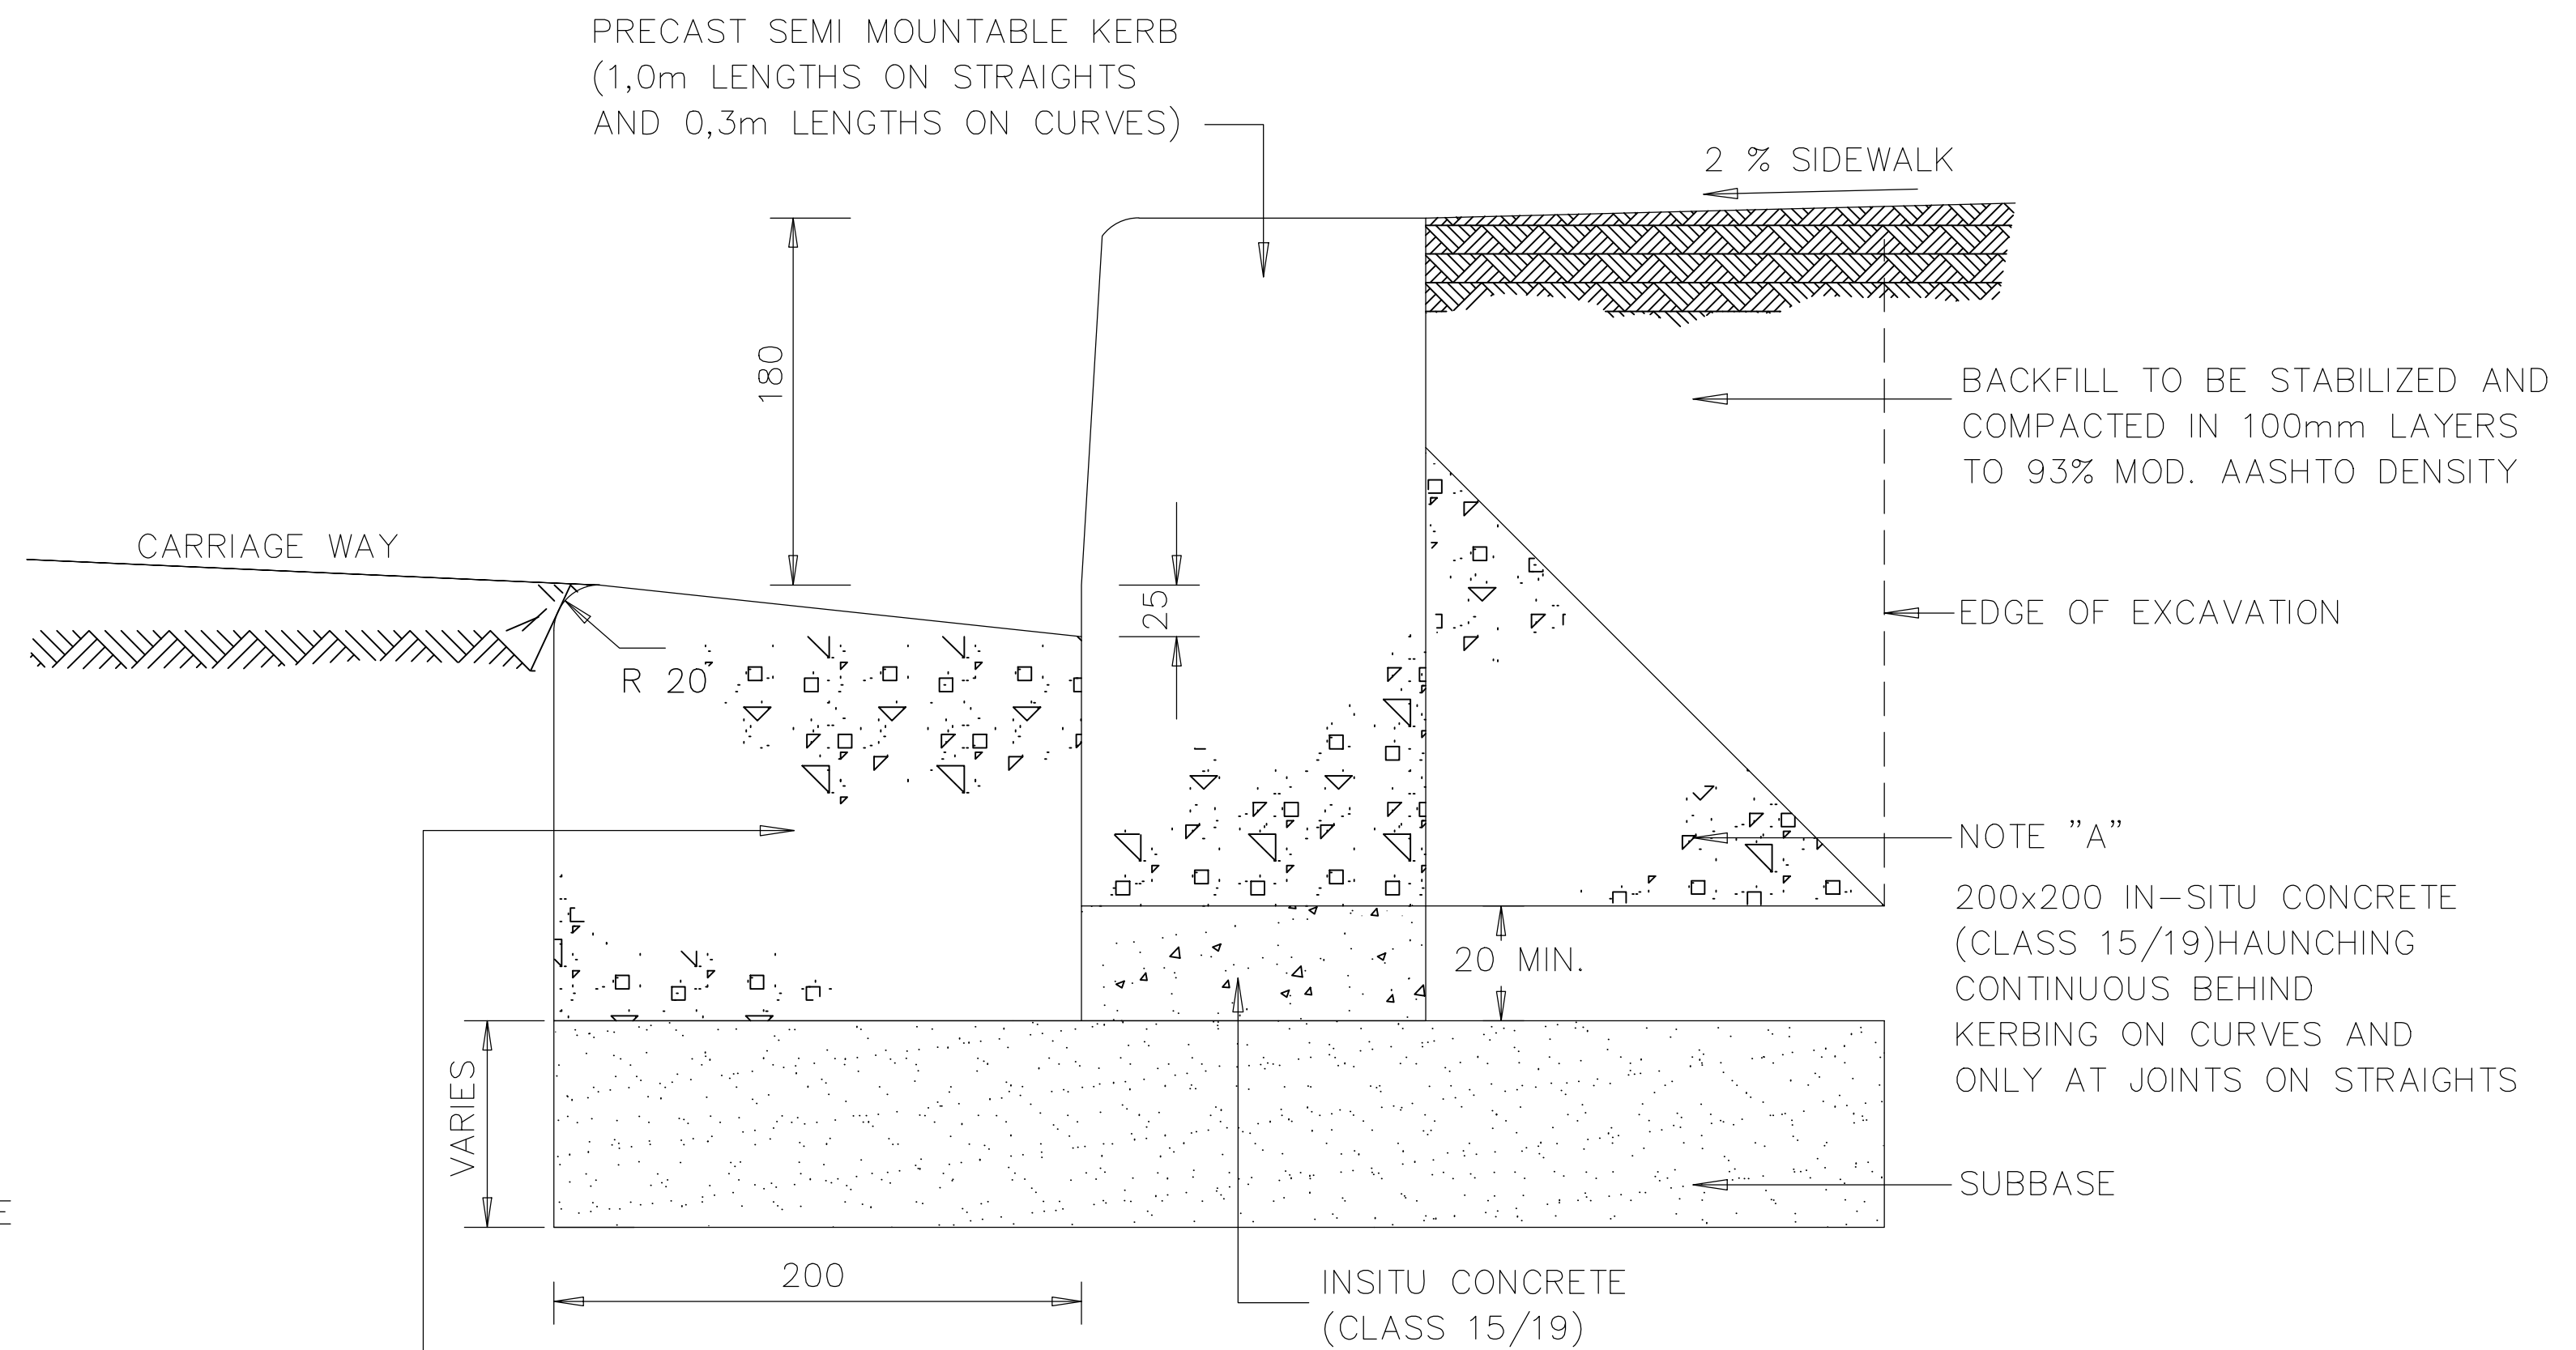 PRECAST SEMI MOUNTABLE KERB
(1,0m LENGTHS ON STRAIGHTS
AND 0,3m LENGTHS ON CURVES)
2 % SIDEWALK
180
BACKFILL TO BE STABILIZED AND
COMPACTED IN 100mm LAYERS
TO 93% MOD. AASHTO DENSITY
CARRIAGE WAY
25
EDGE OF EXCAVATION
R 20
NOTE "A"
200x200 IN-SITU CONCRETE
(CLASS 15/19)HAUNCHING
CONTINUOUS BEHIND
KERBING ON CURVES AND
ONLY AT JOINTS ON STRAIGHTS
20 MIN.
VARIES
SUBBASE
E
200
INSITU CONCRETE
(CLASS 15/19)